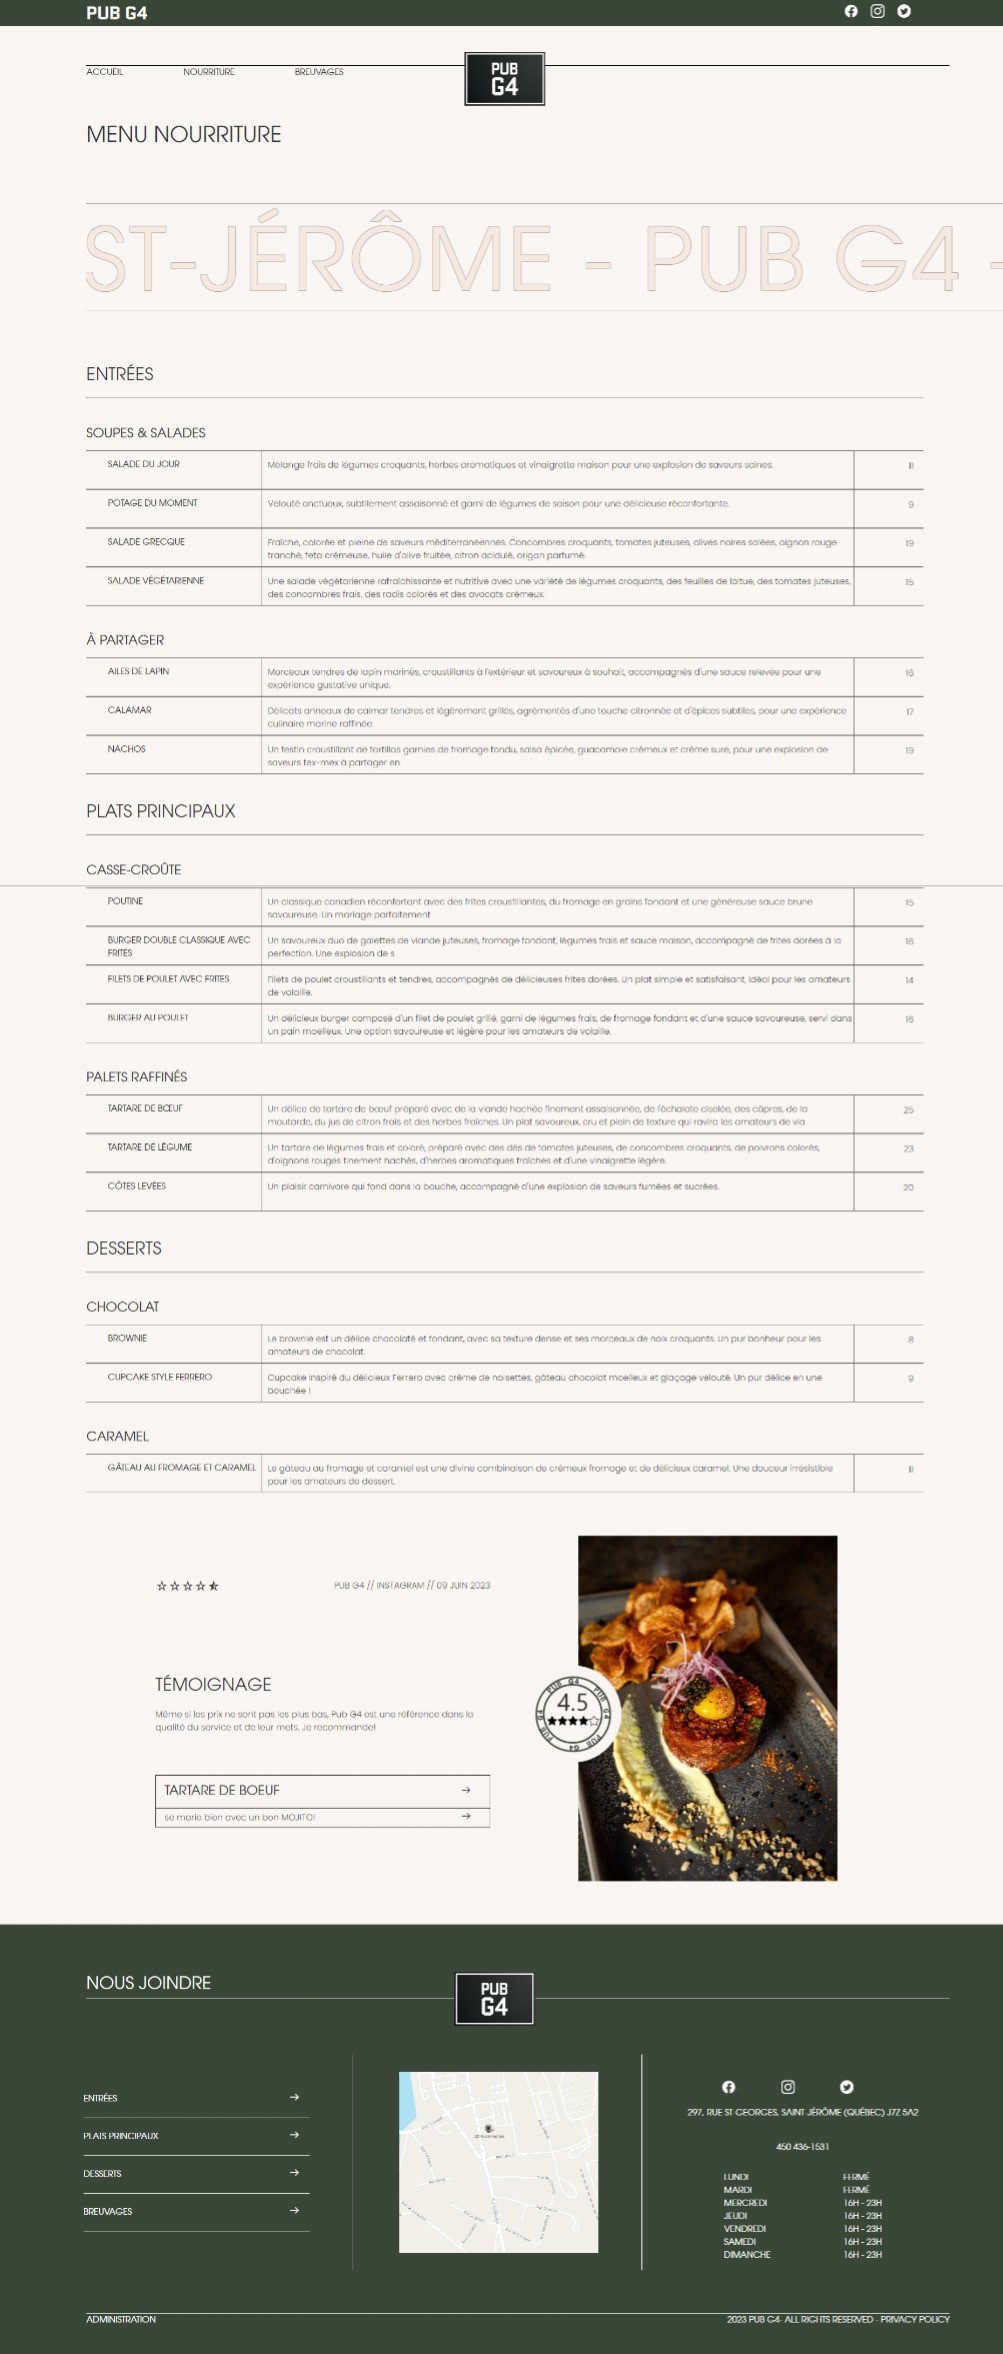 PUB G4
ACCUEIL NOURRITURE BREUVAGES
PUB
G4
MENU NOURRITURE
ST-JÉRÔME - PUB G4 -
ENTRÉES
SOUPES & SALADES
SALADE DU JOUR Mélange frais de légumes croquants, herbes aromatiques et vinaigrette maison pour une explosion de saveurs saines. 11
POTAGE DU MOMENT Velouté onctueux, subtilement assaisonné et garni de légumes de saison pour une délicieuse réconfortante. 9
SALADE GRECQUE Fraîche, colorée et pleine de saveurs méditerranéennes. Concombres croquants, tomates juteuses, olives noires salées, oignon rouge 19
tranché, feta crémeuse, huile d'olive fruitée, citron acidulé, origan parfumé.
SALADE VÉGÉTARIENNE Une salade végétarienne rafraîchissante et nutritive avec une variété de légumes croquants, des feuilles de laitue, des tomates juteuses, 15
des concombres frais, des radis colorés et des avocats crémeux.
À PARTAGER
AILES DE LAPIN Morceaux tendres de lapin marinés, croustillants à l'extérieur et savoureux à souhait, accompagnés d'une sauce relevée pour une 16
expérience gustative unique.
CALAMAR Délicats anneaux de calmar tendres et légèrement grillés, agrémentés d'une touche citronnée et d'épices subtiles, pour une expérience 17
culinaire marine raffinée.
NACHOS Un festin croustillant de tortillas garnies de fromage fondu, salsa épicée, guacamole crémeux et crème sure, pour une explosion de 19
saveurs tex-mex à partager en
PLATS PRINCIPAUX
CASSE-CROÛTE
POUTINE Un classique canadien réconfortant avec des frites croustillantes, du fromage en grains fondant et une généreuse sauce brune 15
savoureuse. Un mariage parfaitement
BURGER DOUBLE CLASSIQUE AVEC Un savoureux duo de galettes de viande juteuses, fromage fondant, légumes frais et sauce maison, accompagné de frites dorées à la
FRITES perfection. Une explosion de s
FILETS DE POULET AVEC FRITES Filets de poulet croustillants et tendres, accompagnés de délicieuses frites dorées. Un plat simple et satisfaisant, idéal pour les amateurs 14
de volaille.
BURGER AU POULET Un délicieux burger composé d'un filet de poulet grillé, garni de légumes frais, de fromage fondant et d'une sauce savoureuse, servi dans 16
un pain moelleux. Une option savoureuse et légère pour les amateurs de volaille.
PALETS RAFFINÉS
TARTARE DE BŒUF Un délice de tartare de bœuf préparé avec de la viande hachée finement assaisonnée, de l'échalote ciselée, des câpres, de la 25
moutarde, du jus de citron frais et des herbes fraîches. Un plat savoureux, cru et plein de texture qui ravira les amateurs de via
TARTARE DE LÉGUME Un tartare de légumes frais et coloré, préparé avec des dés de tomates juteuses, de concombres croquants, de poivrons colorés, 23
d'oignons rouges finement hachés, d'herbes aromatiques fraîches et d'une vinaigrette légère.
CÔTES LEVÉES Un plaisir carnivore qui fond dans la bouche, accompagné d'une explosion de saveurs fumées et sucrées. 20
DESSERTS
CHOCOLAT
BROWNIE Le brownie est un délice chocolaté et fondant, avec sa texture dense et ses morceaux de noix croquants. Un pur bonheur pour les 8
amateurs de chocolat.
CUPCAKE STYLE FERRERO Cupcake inspiré du délicieux Ferrero avec crème de noisettes, gâteau chocolat moelleux et glaçage velouté. Un pur délice en une 9
bouchée !
CARAMEL
GÂTEAU AU FROMAGE ET CARAMEL Le gâteau au fromage et caramel est une divine combinaison de crémeux fromage et de délicieux caramel. Une douceur irrésistible 11
pour les amateurs de dessert.
PUB G4 // INSTAGRAM // 09 JUIN 2023
TÉMOIGNAGE
Même si les prix ne sont pas les plus bas, Pub G4 est une référence dans la
qualité du service et de leur mets. Je recommande!
PUB G4 PUB G4 PUB G4
4.5
TARTARE DE BOEUF
se marie bien avec un bon MOJITO!
NOUS JOINDRE
PUB
G4
ENTRÉES
PLATS PRINCIPAUX
DESSERTS
BREUVAGES
297, RUE ST GEORGES, SAINT JÉRÔME (QUÉBEC) J7Z 5A2
450 436-1531
LUNDI FERMÉ
MARDI FERMÉ
MERCREDI 16H - 23H
JEUDI 16H - 23H
VENDREDI 16H - 23H
SAMEDI 16H - 23H
DIMANCHE 16H - 23H
ADMINISTRATION 2023 PUB G4- ALL RIGHTS RESERVED - PRIVACY POLICY